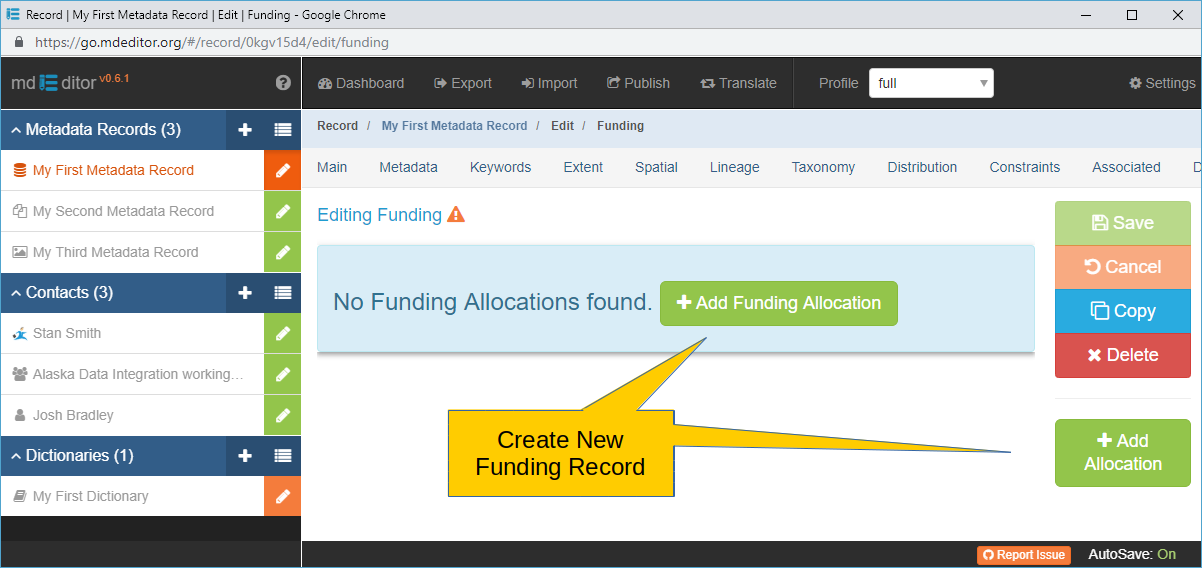 Record | My First Metadata Record | Edit | Funding - Google Chrome
https://go.mdeditor.org/#/record/0kgv15d4/edit/funding
md Editor v0.6.1
Dashboard Export Import Publish Translate Profile full Settings
Metadata Records (3)
My First Metadata Record
My Second Metadata Record
My Third Metadata Record
Contacts (3)
Stan Smith
Alaska Data Integration working...
Josh Bradley
Dictionaries (1)
My First Dictionary
Record / My First Metadata Record / Edit / Funding
Main Metadata Keywords Extent Spatial Lineage Taxonomy Distribution Constraints Associated D
Editing Funding
No Funding Allocations found. Add Funding Allocation
Save
Cancel
Copy
Delete
Add
Allocation
Create New
Funding Record
Report Issue AutoSave: On